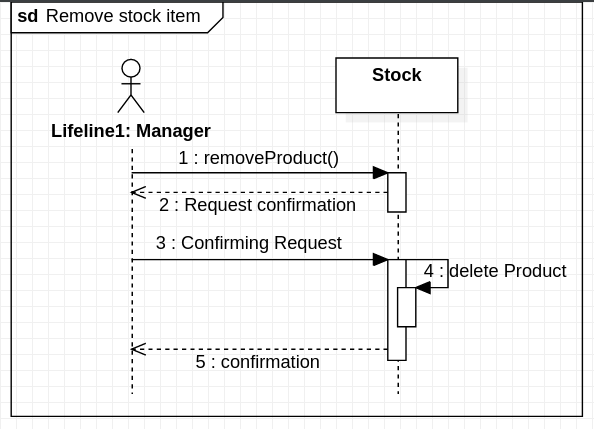 sd Remove stock item
Stock
Lifeline1: Manager
1 : removeProduct()
2 : Request confirmation
3 : Confirming Request
4 : delete Product
5 : confirmation